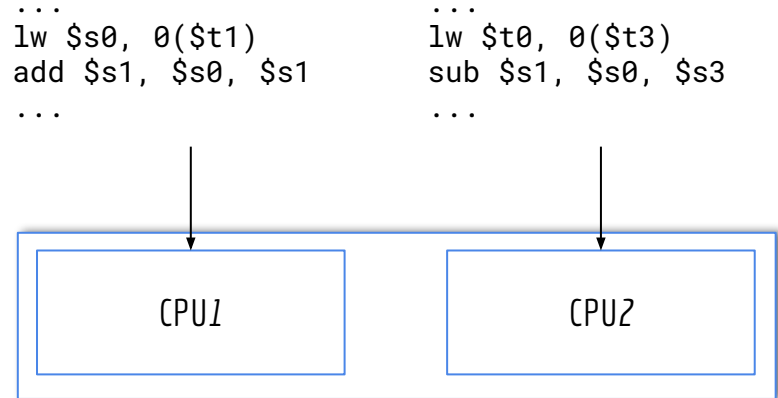 ...
lw $s0, 0($t1)
add $s1, $s0, $s1
...
...
lw $t0, 0($t3)
sub $s1, $s0, $s3
...
CPU1
CPU2